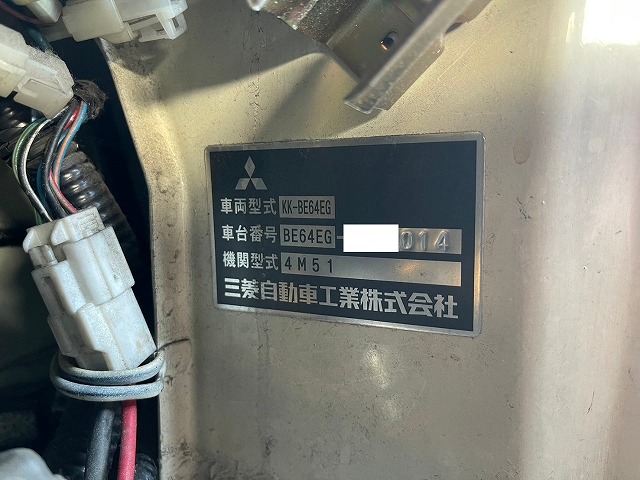 車両型式 KK-BE64EG
車台番号 BE64EG- 014
機関型式 4M51
三菱自動車工業株式会社